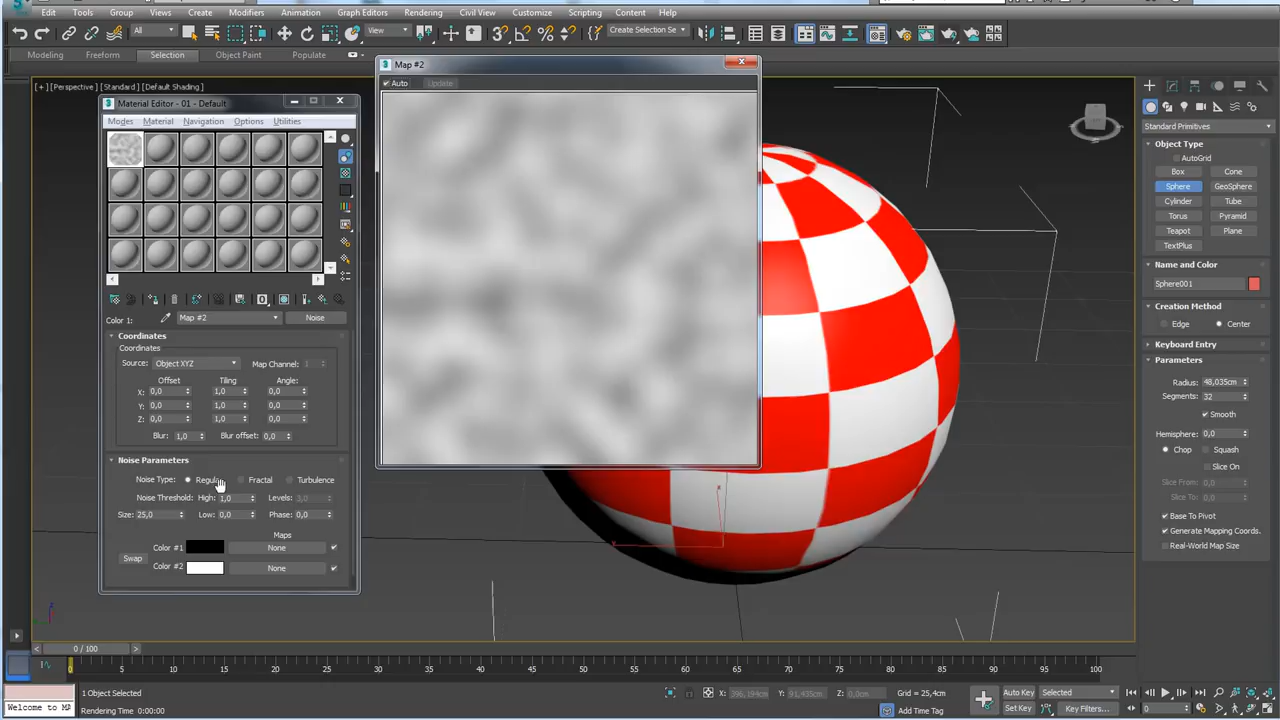 Edit Tools Group Views Create Modifiers Animation Graph Editors Rendering Civil View Customize Scripting Content Help
All View Create Selection Se
Modeling Freeform Selection Object Paint Populate
[+] [Perspective] [Standard] [Default Shading]
Map #2
Auto Update
Material Editor - 01 - Default
Modes Material Navigation Options Utilities
Color 1: Map #2 Noise
Coordinates
Coordinates
Source: Object XYZ Map Channel: 1
Offset Tiling Angle:
X: 0,0 1,0 0,0
Y: 0,0 1,0 0,0
Z: 0,0 1,0 0,0
Blur: 1,0 Blur offset: 0,0
Noise Parameters
Noise Type: Regular Fractal Turbulence
Noise Threshold: High: 1,0 Levels: 3,0
Size: 25,0 Low: 0,0 Phase: 0,0
Maps
Color #1 None
Swap
Color #2 None
Standard Primitives
Object Type
AutoGrid
Box Cone
Sphere GeoSphere
Cylinder Tube
Torus Pyramid
Teapot Plane
TextPlus
Name and Color
Sphere001
Creation Method
Edge Center
Keyboard Entry
Parameters
Radius: 48,035cm
Segments: 32
Smooth
Hemisphere: 0,0
Chop Squash
Slice On
Slice From: 0,0
Slice To: 0,0
Base To Pivot
Generate Mapping Coords.
Real-World Map Size
0 / 100
0 5 10 15 20 25 30 35 40 45 50 55 60 65 70 75 80 85 90 95 100
1 Object Selected X: 396,194cm Y: 91,435cm Z: 0,0cm Grid = 25,4cm Auto Key Selected
Welcome to M Rendering Time 0:00:00 Add Time Tag Set Key Key Filters... 0